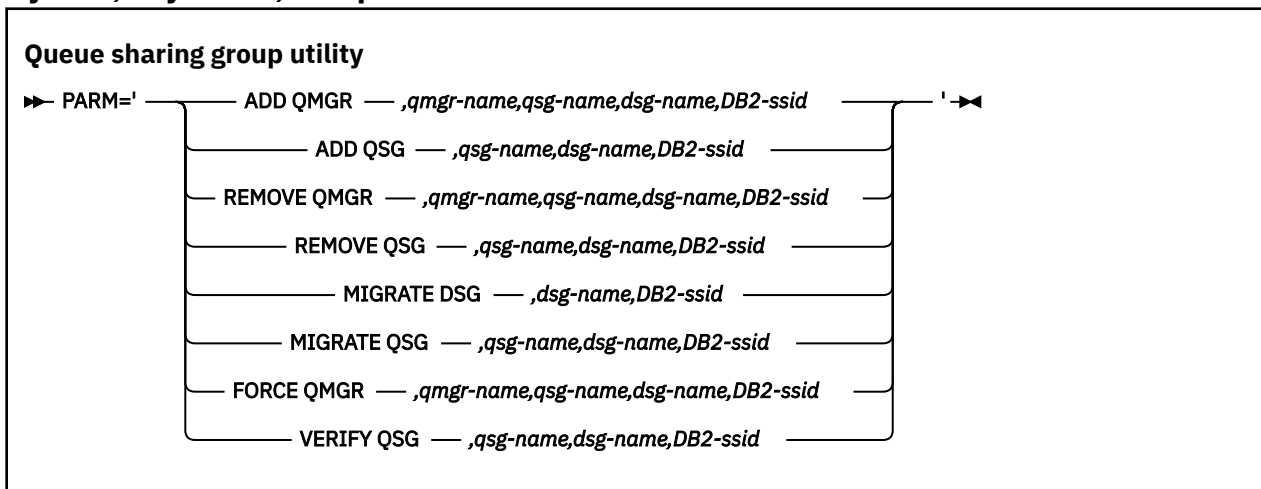 Queue sharing group utility
PARM=' ADD QMGR ,qmgr-name,qsg-name,dsg-name,DB2-ssid '
ADD QSG ,qsg-name,dsg-name,DB2-ssid
REMOVE QMGR ,qmgr-name,qsg-name,dsg-name,DB2-ssid
REMOVE QSG ,qsg-name,dsg-name,DB2-ssid
MIGRATE DSG ,dsg-name,DB2-ssid
MIGRATE QSG ,qsg-name,dsg-name,DB2-ssid
FORCE QMGR ,qmgr-name,qsg-name,dsg-name,DB2-ssid
VERIFY QSG ,qsg-name,dsg-name,DB2-ssid